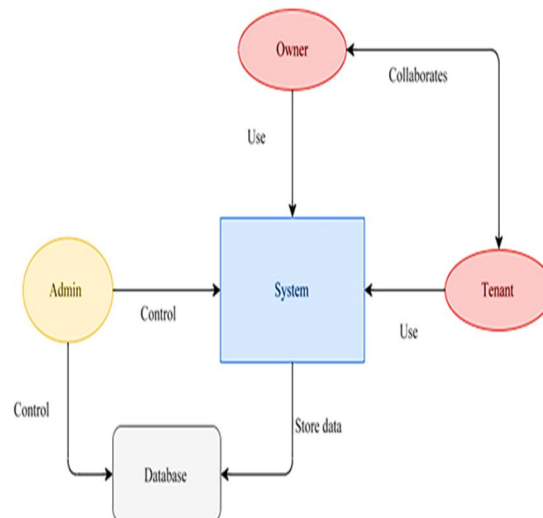 Owner
Collaborates
Use
Admin
Control
System
Tenant
Use
Control
Store data
Database